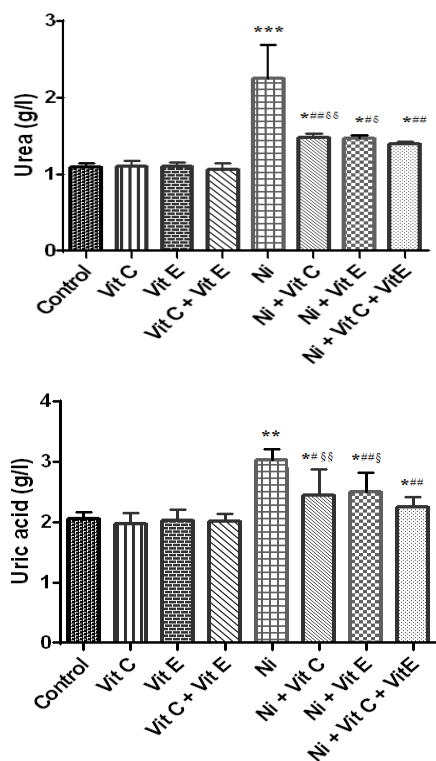 Urea (g/l)
3
2
1
0
***
*##§§
*#§
*##
Control
Vit C
Vit E
Vit C + Vit E
Ni
Ni + Vit C
Ni + Vit E
Ni + Vit C + VitE
Uric acid (g/l)
4
3
2
1
0
**
*# §§
*##§
*##
Control
Vit C
Vit E
Vit C + Vit E
Ni
Ni + Vit C
Ni + Vit E
Ni + Vit C + VitE